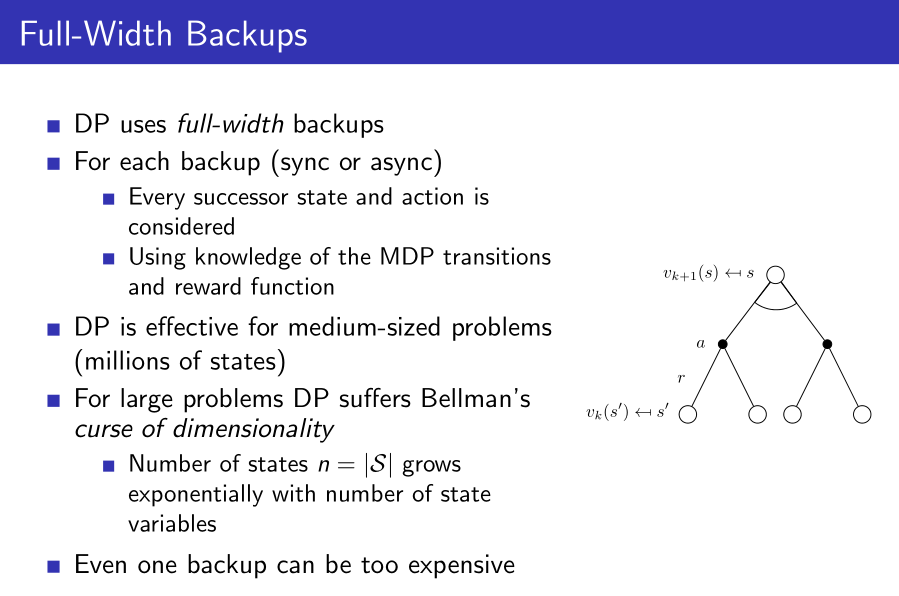 Full-Width Backups
DP uses full-width backups
For each backup (sync or async)
Every successor state and action is
considered
Using knowledge of the MDP transitions
and reward function
DP is effective for medium-sized problems
(millions of states)
For large problems DP suffers Bellman's
curse of dimensionality
Number of states n = |𝒮| grows
exponentially with number of state
variables
Even one backup can be too expensive
v_{k+1}(s) ↤ s
a
r
v_k(s′) ↤ s′